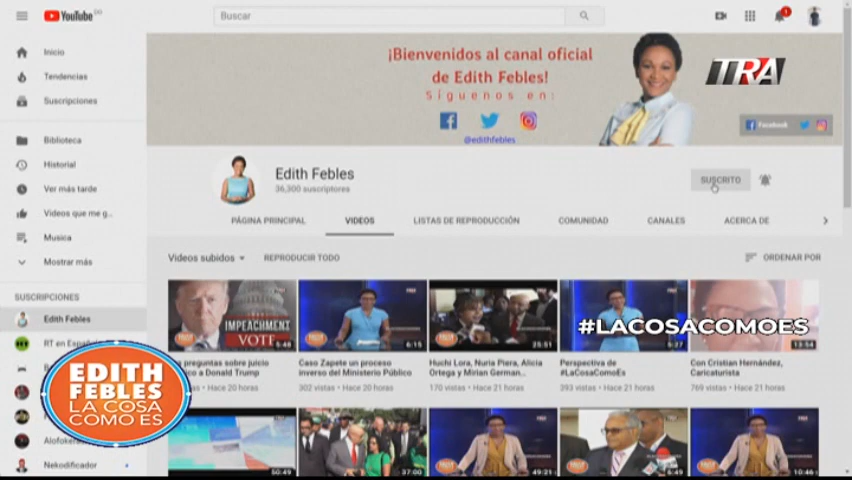 YouTube DO
Buscar
1
Inicio
Tendencias
Suscripciones
Biblioteca
Historial
Ver más tarde
Videos que me g...
Musica
Mostrar más
SUSCRIPCIONES
Edith Febles
RT en Español
Alofoke
Nekodificador
¡Bienvenidos al canal oficial
de Edith Febles!
Síguenos en:
@edithfebles
TRA
Facebook
Edith Febles
36,300 suscriptores
SUSCRITO
PÁGINA PRINCIPAL VIDEOS LISTAS DE REPRODUCCIÓN COMUNIDAD CANALES ACERCA DE
Videos subidos REPRODUCIR TODO ORDENAR POR
IMPEACHMENT
VOTE
5:48
6:15
25:51
5:27
13:54
#LACOSACOMOES
preguntas sobre juicio
a Donald Trump
Hace 20 horas
Caso Zapete un proceso
inverso del Ministerio Público
302 vistas • Hace 20 horas
Huchi Lora, Nuria Piera, Alicia
Ortega y Mirian German...
170 vistas • Hace 21 horas
Perspectiva de
#LaCosaComoEs
393 vistas • Hace 21 horas
Con Cristian Hernández,
Caricaturista
769 vistas • Hace 21 horas
EDITH
FEBLES
LA COSA
COMO ES
50:49
37:00
49:21
6:49
10:46